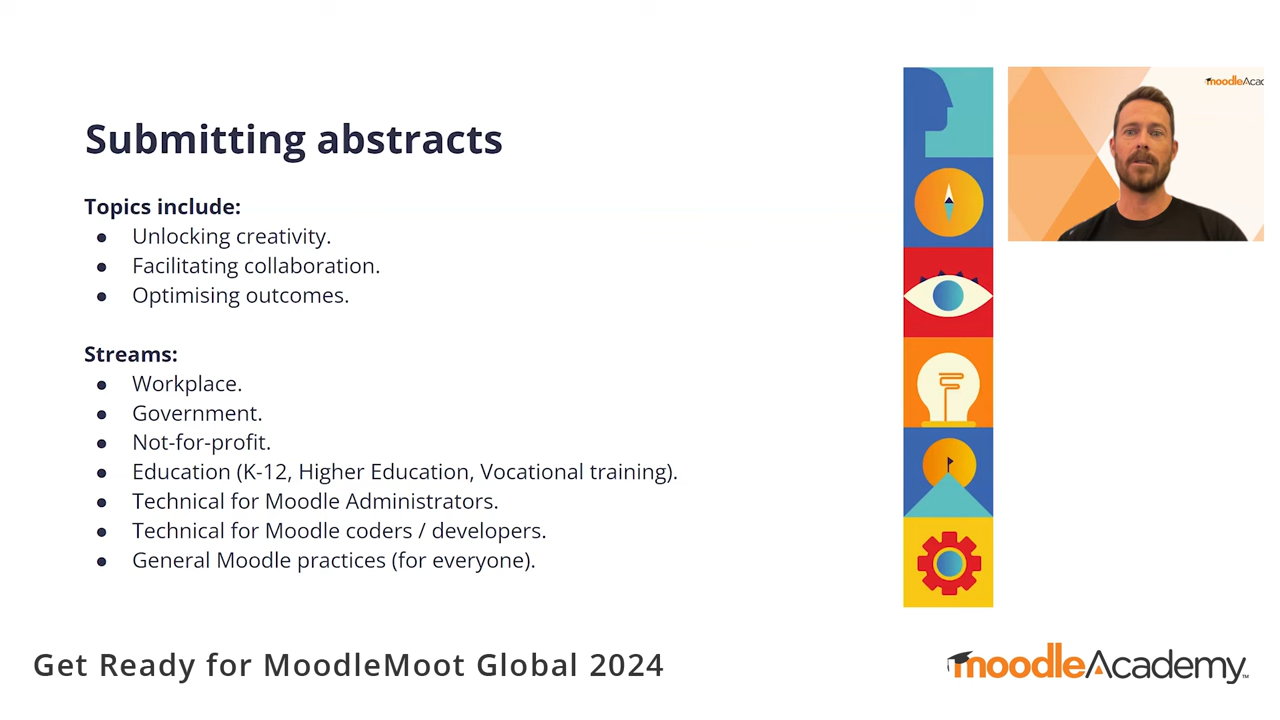 Submitting abstracts
Topics include:
● Unlocking creativity.
● Facilitating collaboration.
● Optimising outcomes.
Streams:
● Workplace.
● Government.
● Not-for-profit.
● Education (K-12, Higher Education, Vocational training).
● Technical for Moodle Administrators.
● Technical for Moodle coders / developers.
● General Moodle practices (for everyone).
moodleAcad
Get Ready for MoodleMoot Global 2024
moodleAcademy™